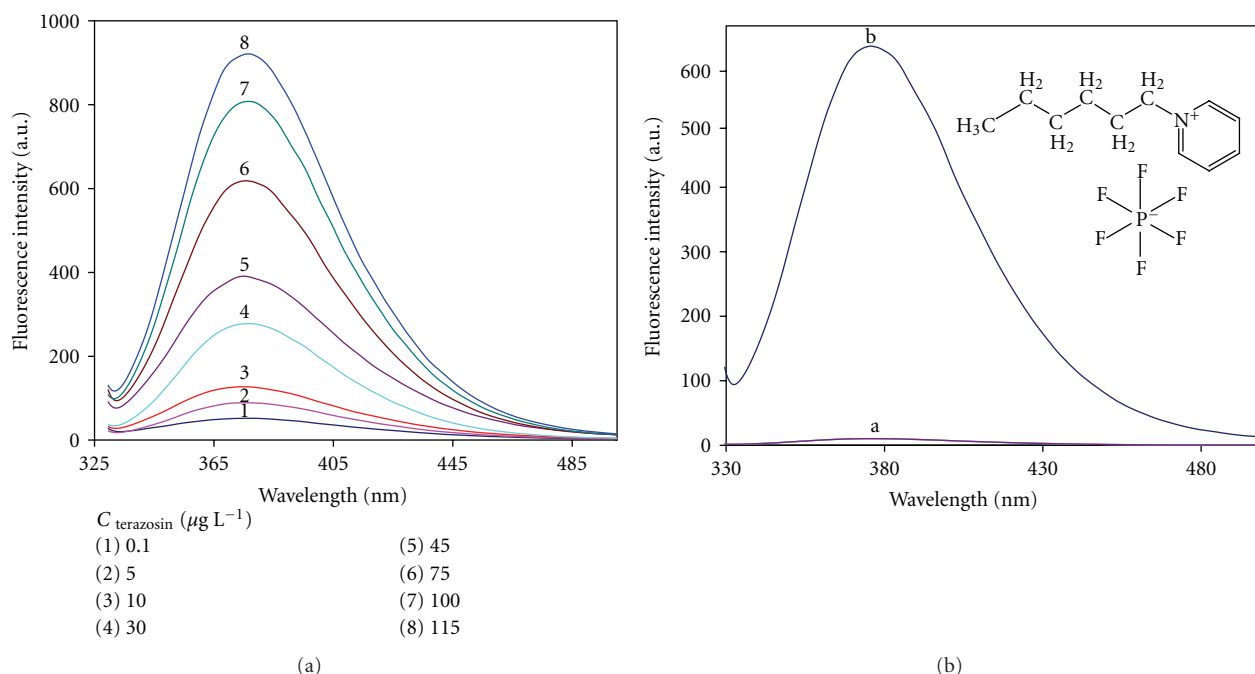 1000
800
600
400
200
0
Fluorescence intensity (a.u.)
8
7
6
5
4
3
2
1
325 365 405 445 485
Wavelength (nm)
C terazosin (μg L−1)
(1) 0.1
(2) 5
(3) 10
(4) 30
(5) 45
(6) 75
(7) 100
(8) 115
(a)
600
500
400
300
200
100
0
Fluorescence intensity (a.u.)
b
a
H2 H2 H2
C C C
H3C C C N+
H2 H2
F
F F
P−
F F
F
330 380 430 480
Wavelength (nm)
(b)